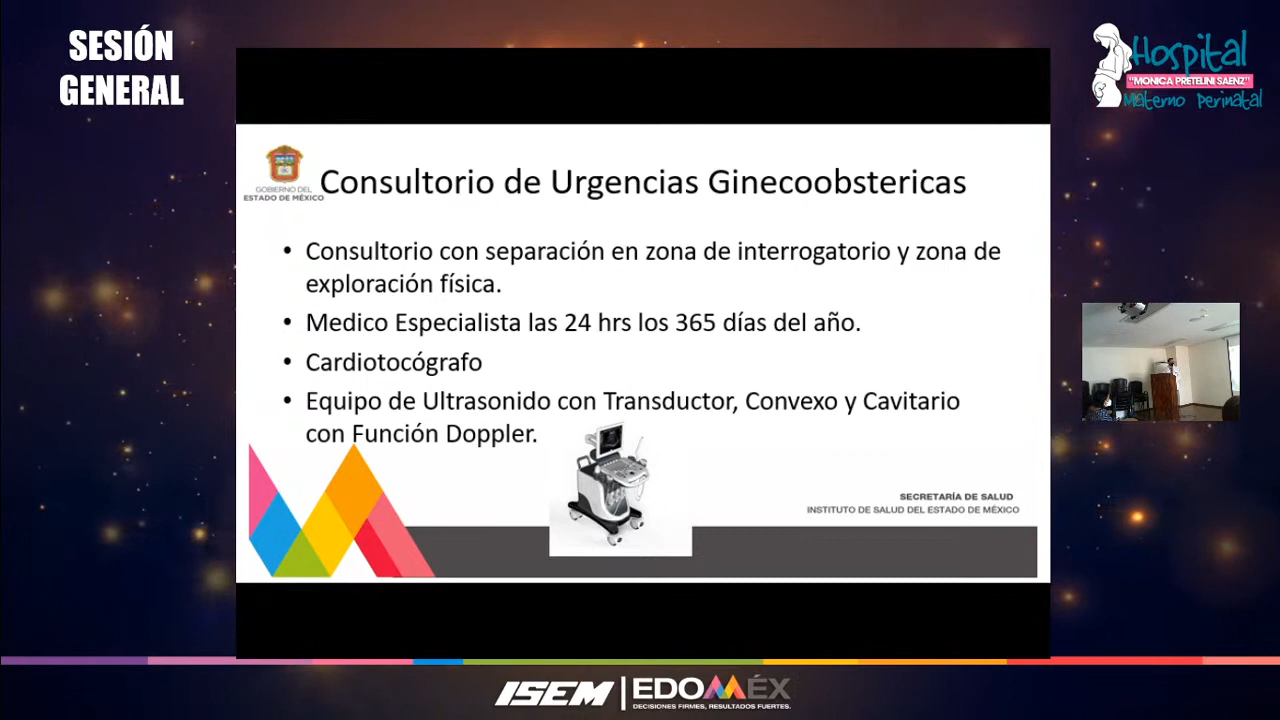 SESIÓN
GENERAL
Hospital
"MONICA PRETELINI SAENZ"
Materno Perinatal
GOBIERNO DEL
ESTADO DE MÉXICO
Consultorio de Urgencias Ginecoobstericas
• Consultorio con separación en zona de interrogatorio y zona de
exploración física.
• Medico Especialista las 24 hrs los 365 días del año.
• Cardiotocógrafo
• Equipo de Ultrasonido con Transductor, Convexo y Cavitario
con Función Doppler.
SECRETARÍA DE SALUD
INSTITUTO DE SALUD DEL ESTADO DE MÉXICO
ISEM | EDOMÉX
DECISIONES FIRMES, RESULTADOS FUERTES.